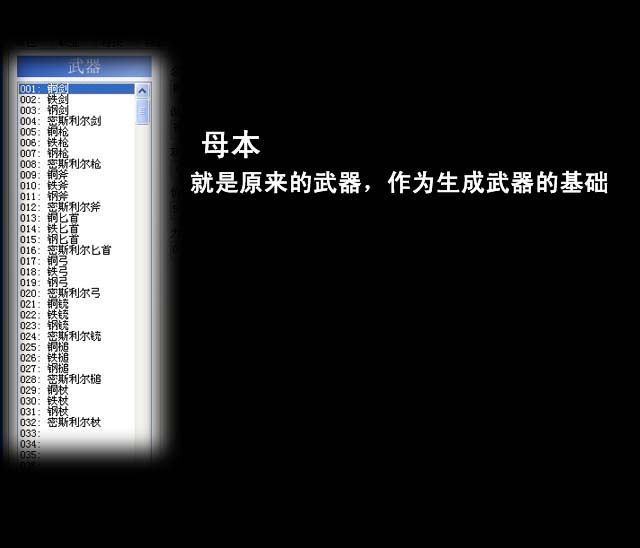 武器
001: 铜剑
002: 铁剑
003: 钢剑
004: 密斯利尔剑
005: 铜枪
006: 铁枪
007: 钢枪
008: 密斯利尔枪
009: 铜斧
010: 铁斧
011: 钢斧
012: 密斯利尔斧
013: 铜匕首
014: 铁匕首
015: 钢匕首
016: 密斯利尔匕首
017: 铜弓
018: 铁弓
019: 钢弓
020: 密斯利尔弓
021: 铜铳
022: 铁铳
023: 钢铳
024: 密斯利尔铳
025: 铜槌
026: 铁槌
027: 钢槌
028: 密斯利尔槌
029: 铜杖
030: 铁杖
031: 钢杖
032: 密斯利尔杖
033:
034:
035:
母本
就是原来的武器，作为生成武器的基础